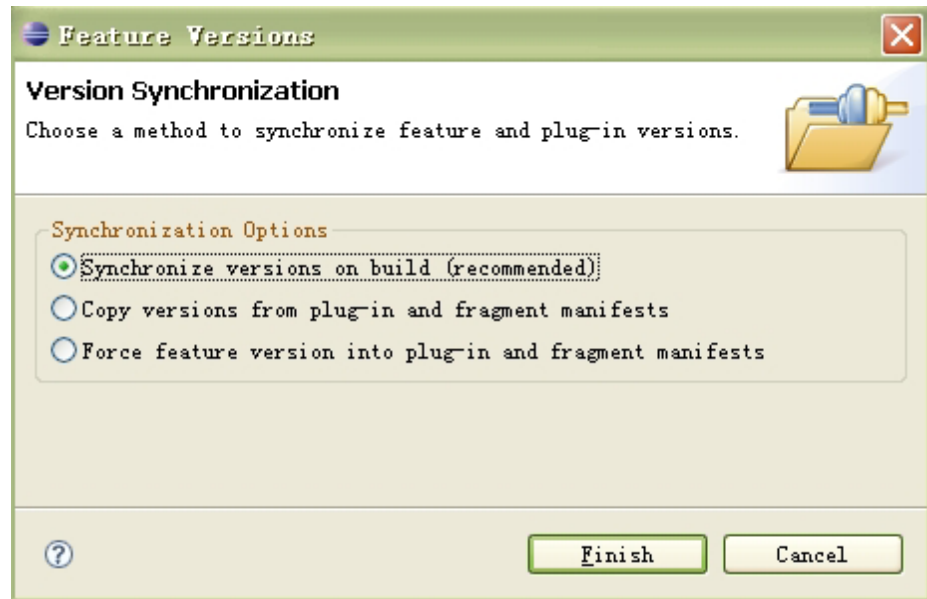 Feature Versions
Version Synchronization
Choose a method to synchronize feature and plug-in versions.
Synchronization Options
Synchronize versions on build (recommended)
Copy versions from plug-in and fragment manifests
Force feature version into plug-in and fragment manifests
?
Finish Cancel